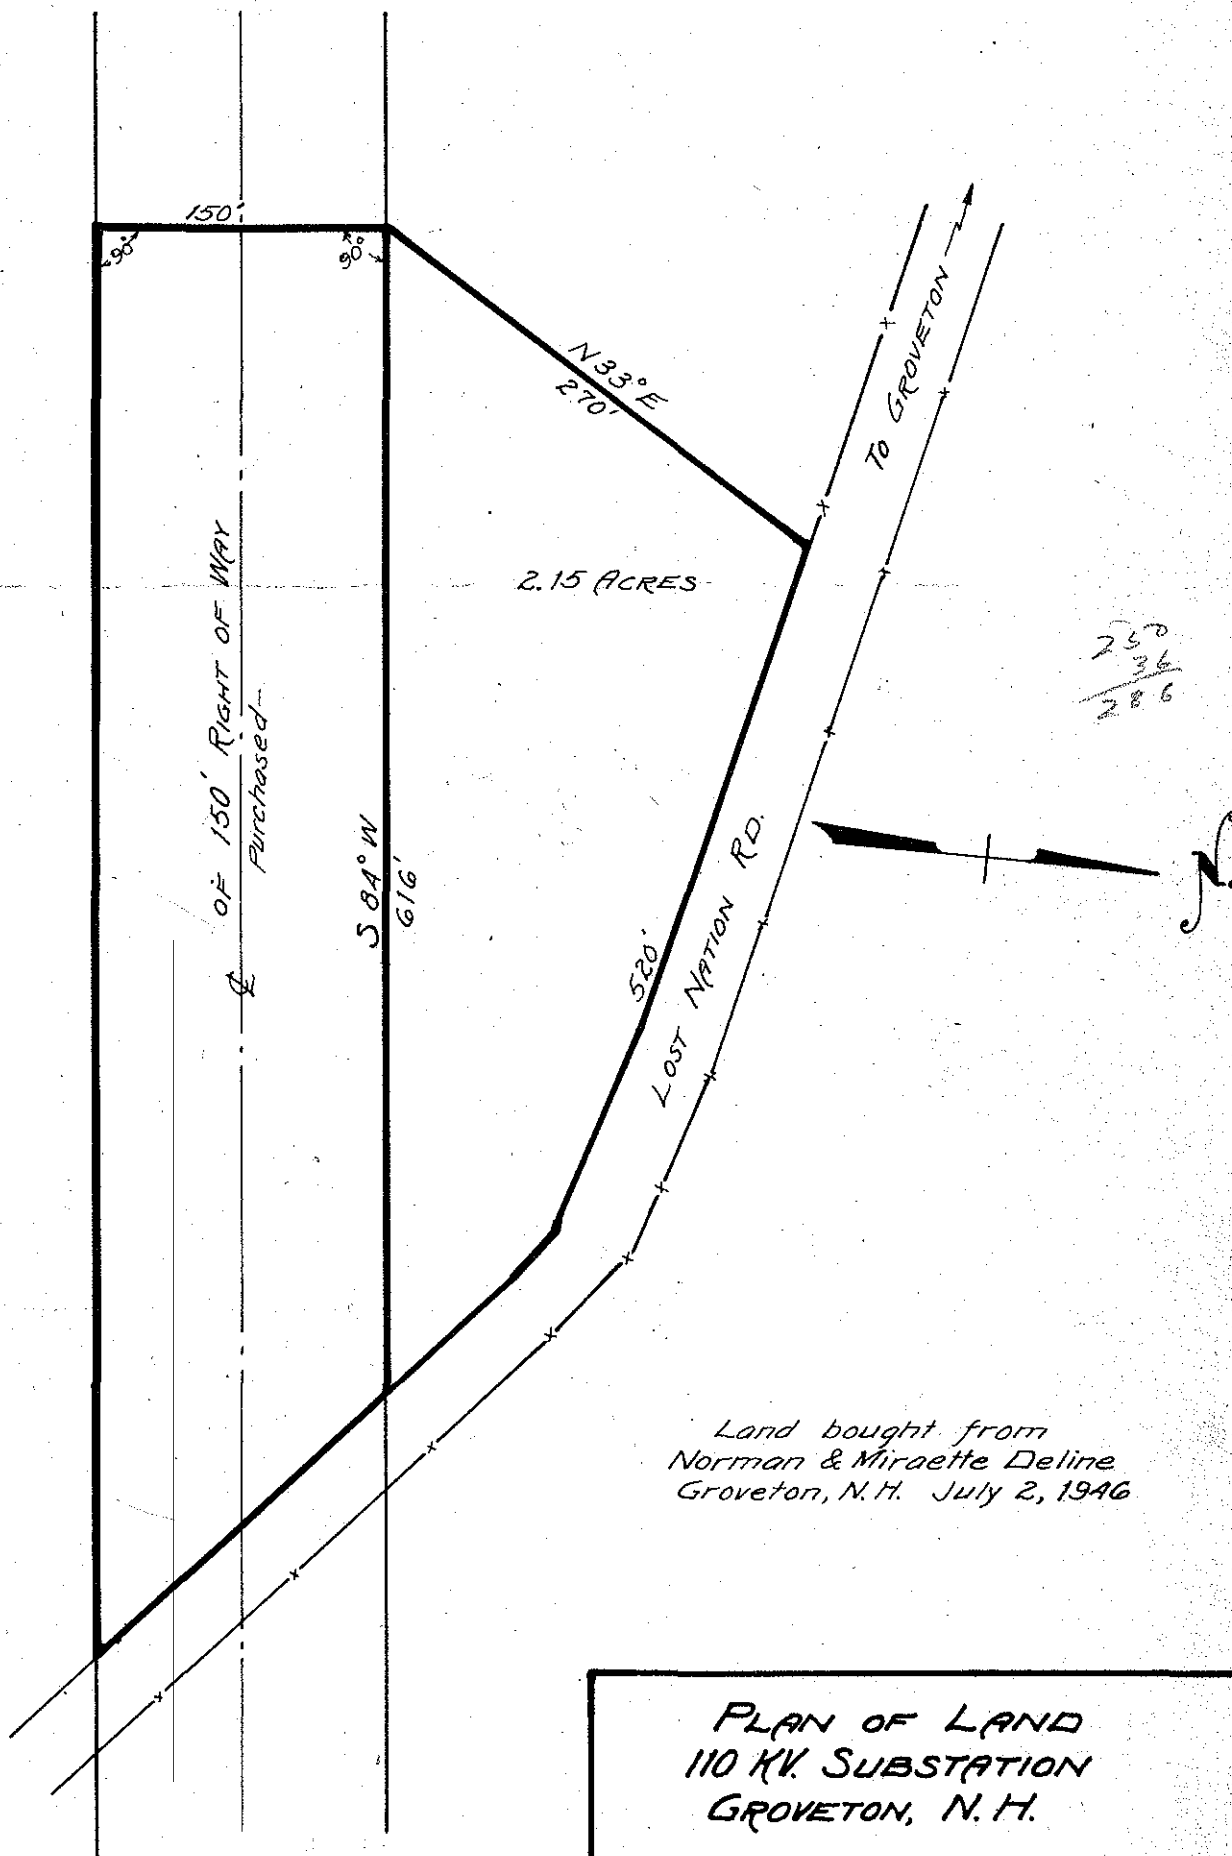 150'
90°
90°
N 33° E
270'
TO GROVETON
2.15 ACRES
250
36
286
℄ OF 150' RIGHT OF WAY
Purchased-
S 84° W
616'
520'
LOST NATION RD.
N.
Land bought from
Norman & Miraette Deline
Groveton, N.H. July 2, 1946
PLAN OF LAND
110 KV. SUBSTATION
GROVETON, N.H.